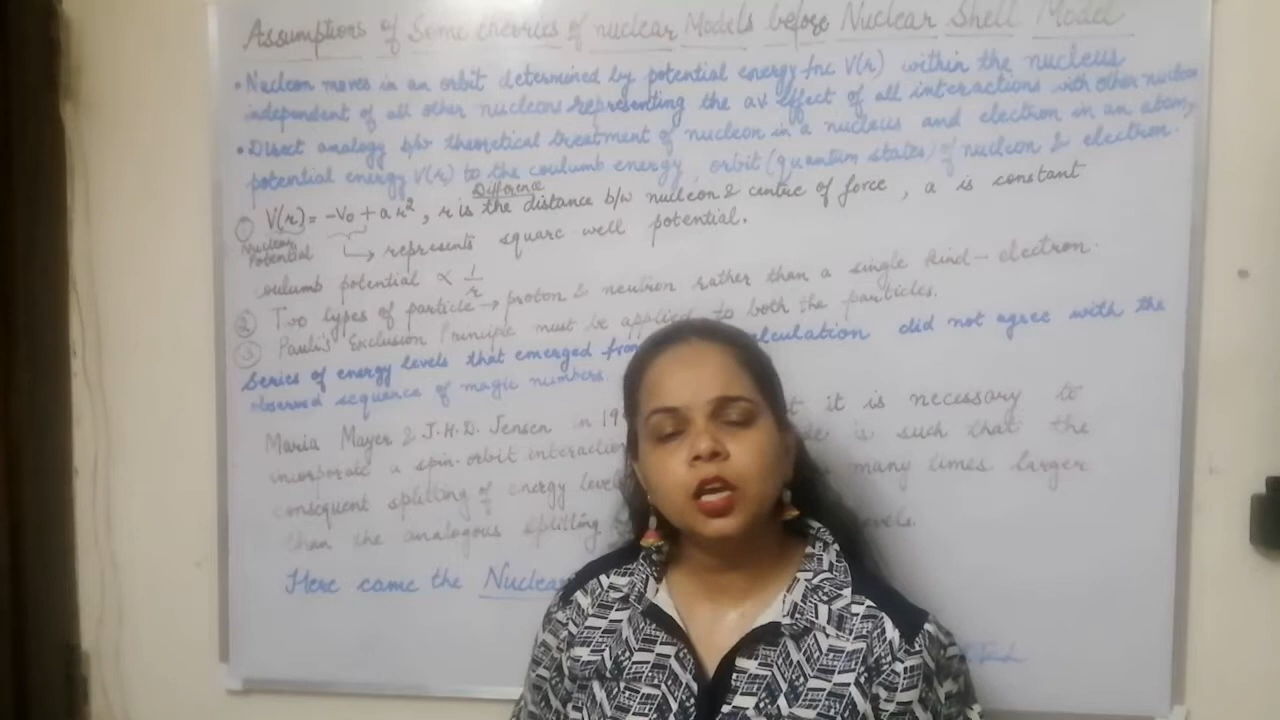 Assumptions of Some theories of nuclear Models before Nuclear Shell Model
• Nucleon moves in an orbit determined by potential energy fnc V(r) within the nucleus
independent of all other nucleons representing the av effect of all interactions with other nucleon
• Direct analogy b/w theoretical treatment of nucleon in a nucleus and electron in an atom,
potential energy V(r) to the coulumb energy, orbit (quantum states) of nucleon & electron.
Difference
① V(r) = -V₀ + ar², r is the distance b/w nucleon & centre of force, a is constant
Nuclear Potential
↳ represents square well potential.
coulumb potential ∝ 1/r
② Two types of particle → proton & neutron rather than a single kind - electron.
③ Pauli's Exclusion Principle must be applied to both the particles.
Series of energy levels that emerged from calculation did not agree with the
observed sequence of magic numbers
Maria Mayer & J.H.D. Jensen in 19 it is necessary to
incorporate a spin-orbit interaction is such that the
consequent splitting of energy level many times larger
than the analogous splitting levels.
Here came the Nuclear